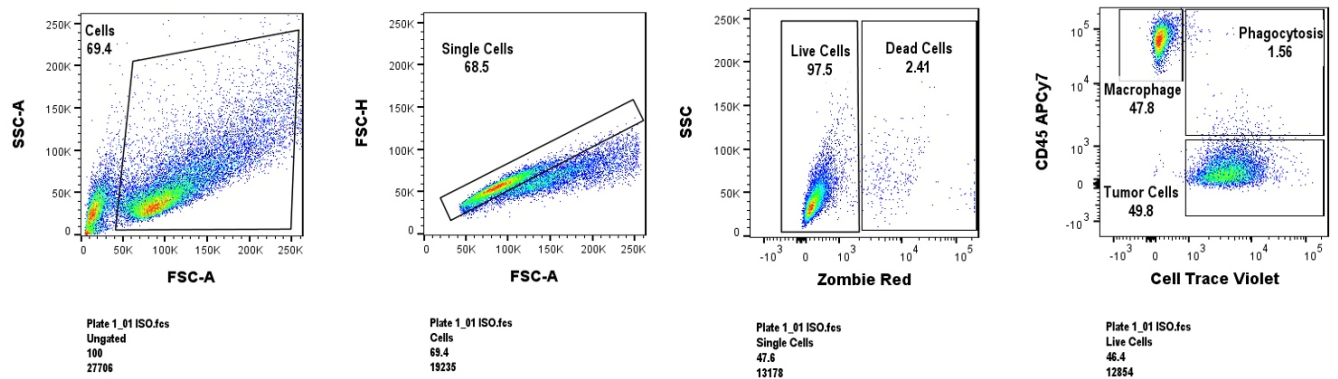 250K
200K
150K
100K
50K
0
SSC-A
Cells
69.4
0
50K
100K
150K
200K
250K
FSC-A
Plate 1_01 ISO.fcs
Ungated
100
27706
250K
200K
150K
100K
50K
0
FSC-H
Single Cells
68.5
0
50K
100K
150K
200K
250K
FSC-A
Plate 1_01 ISO.fcs
Cells
69.4
19235
250K
200K
150K
100K
50K
0
SSC
Live Cells
97.5
Dead Cells
2.41
-10^3
0
10^3
10^4
10^5
Zombie Red
Plate 1_01 ISO.fcs
Single Cells
47.6
13178
10^5
10^4
10^3
0
-10^3
CD45 APCy7
Phagocytosis
1.56
Macrophage
47.8
Tumor Cells
49.8
-10^3
0
10^3
10^4
10^5
Cell Trace Violet
Plate 1_01 ISO.fcs
Live Cells
46.4
12854